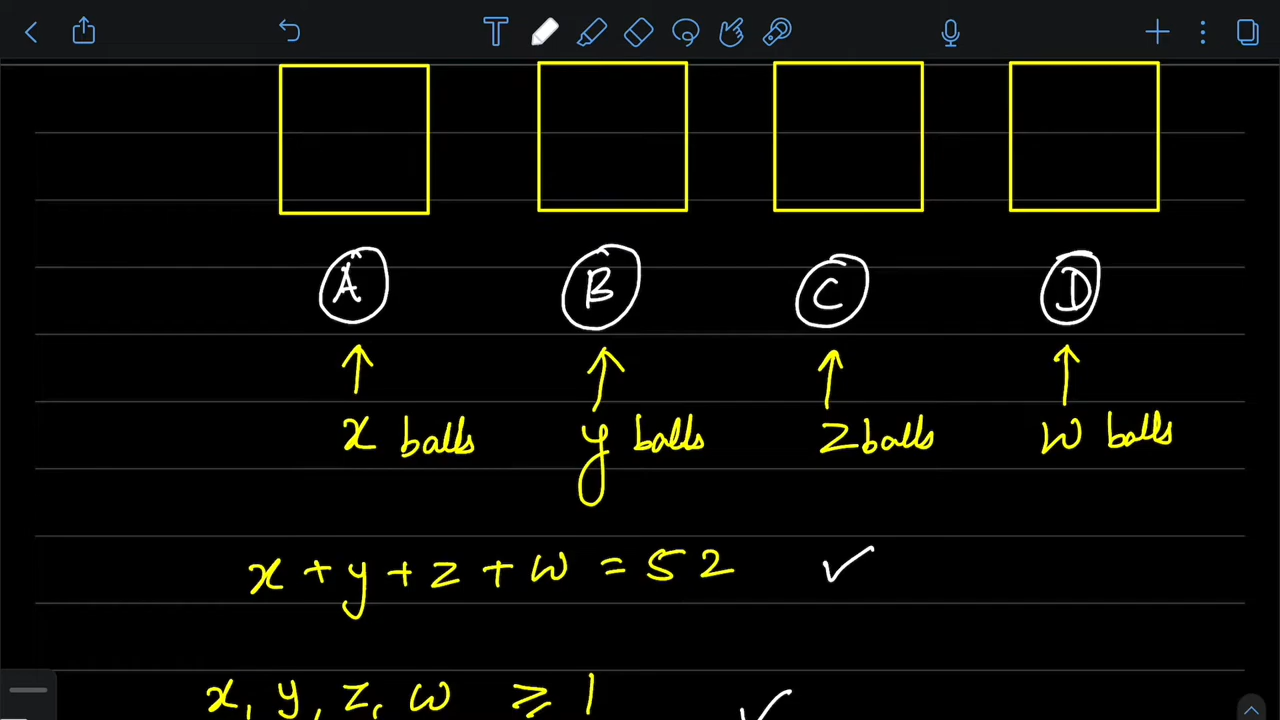 A B C D
x balls y balls z balls w balls
x + y + z + w = 52 ✓
x, y, z, w ≥ 1 ✓